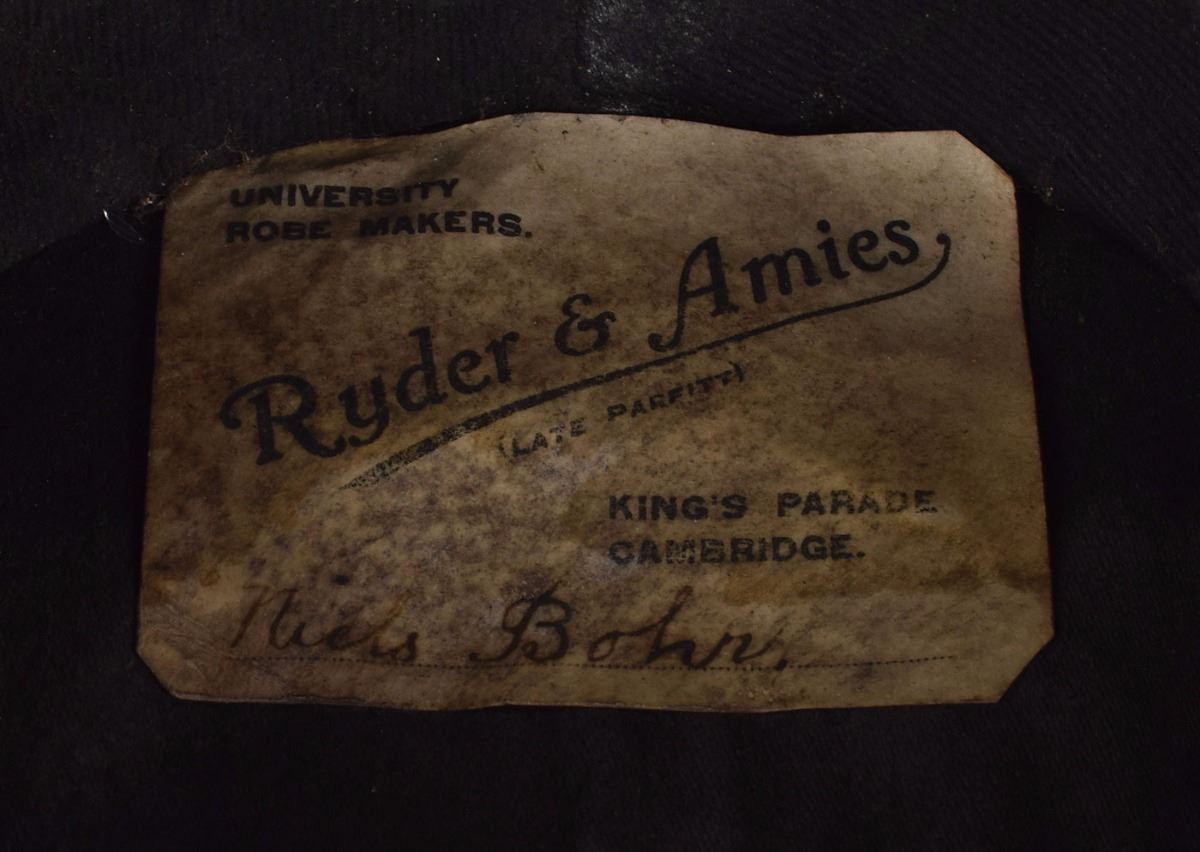 UNIVERSITY
ROBE MAKERS.
Ryder & Amies
(LATE PARFITT)
KING'S PARADE
CAMBRIDGE.
Niels Bohr.